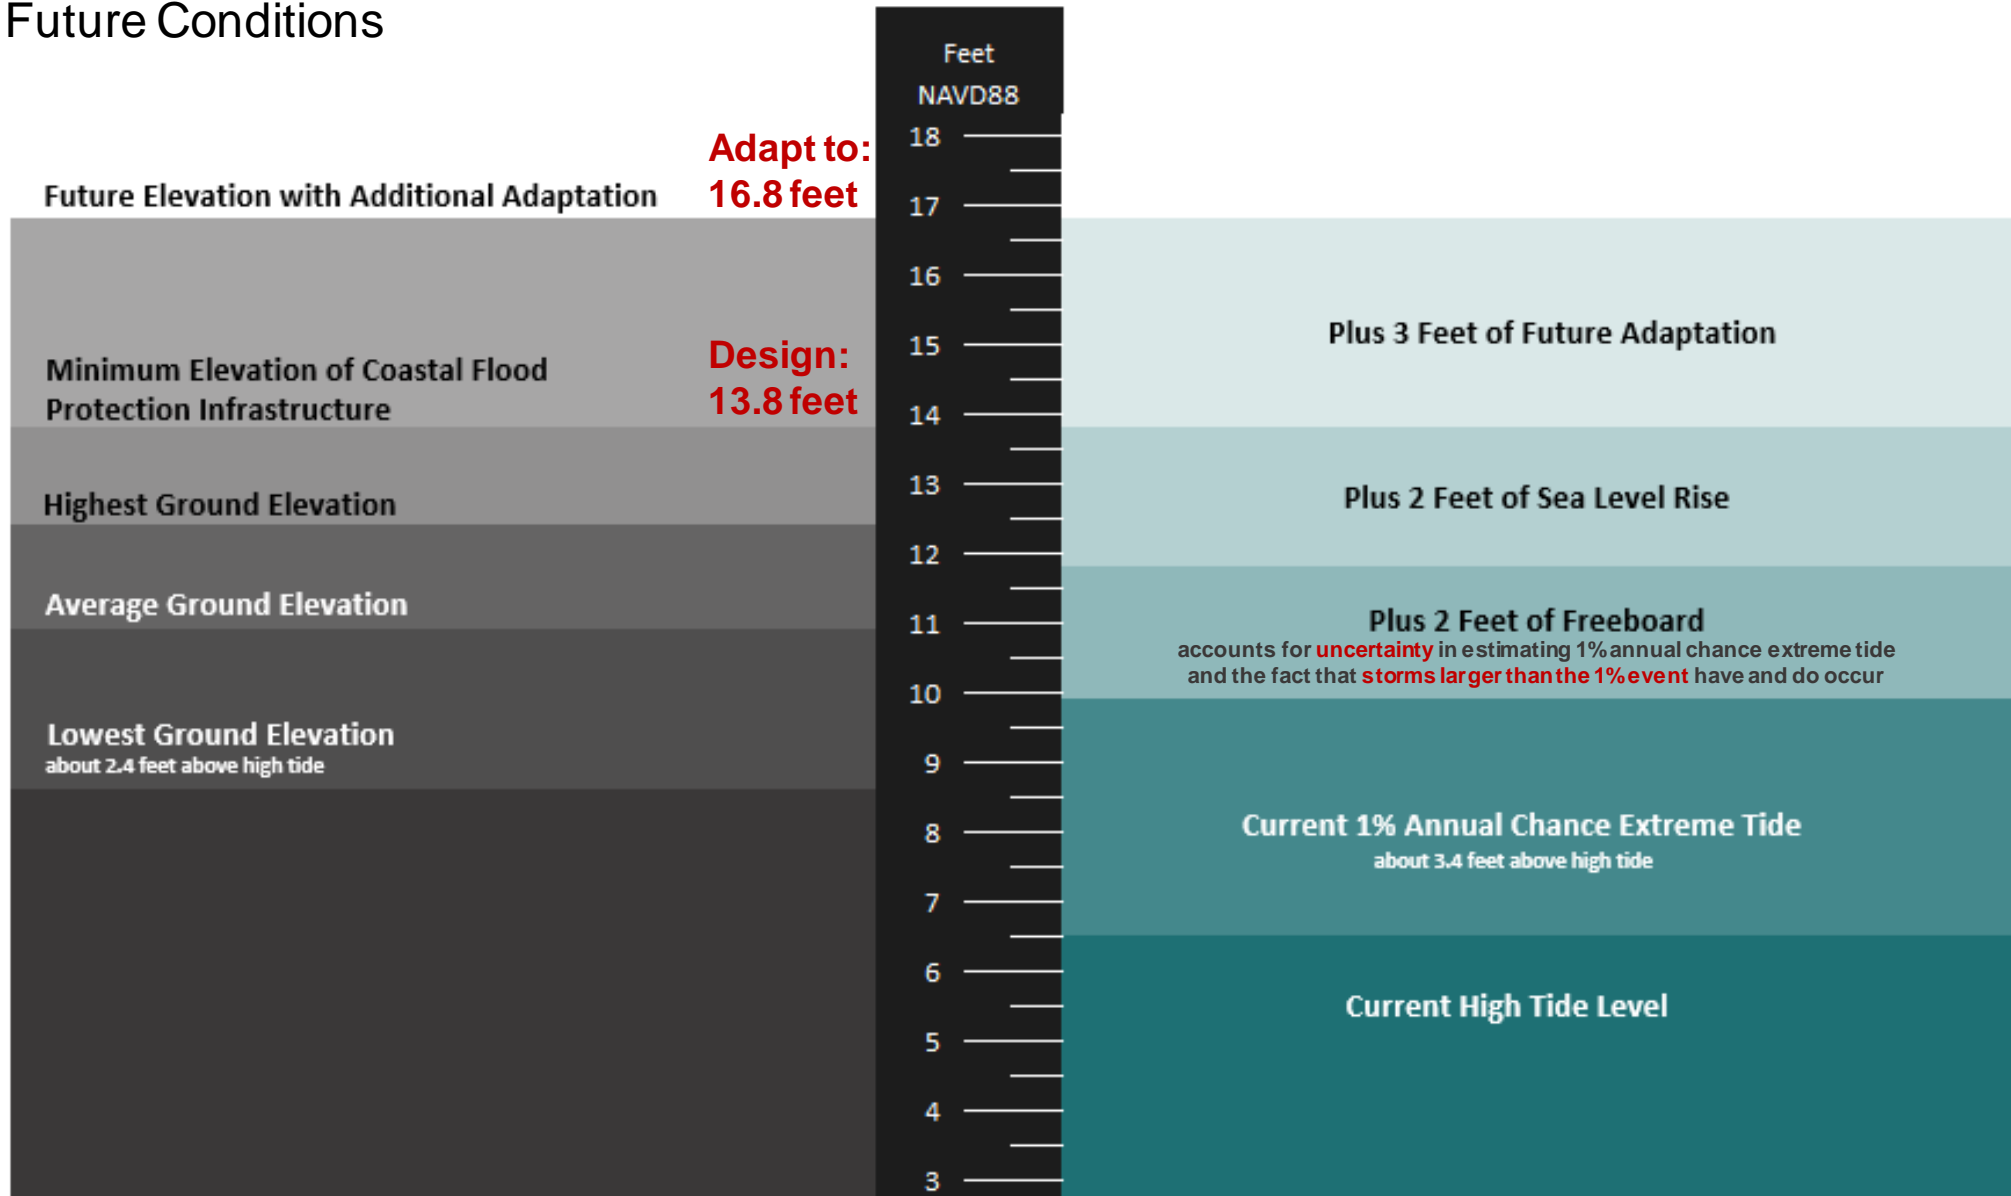 Future Conditions
Feet
NAVD88
18
17
16
15
14
13
12
11
10
9
8
7
6
5
4
3
Future Elevation with Additional Adaptation
Adapt to:
16.8 feet
Minimum Elevation of Coastal Flood
Protection Infrastructure
Design:
13.8 feet
Highest Ground Elevation
Average Ground Elevation
Lowest Ground Elevation
about 2.4 feet above high tide
Plus 3 Feet of Future Adaptation
Plus 2 Feet of Sea Level Rise
Plus 2 Feet of Freeboard
accounts for uncertainty in estimating 1% annual chance extreme tide
and the fact that storms larger than the 1% event have and do occur
Current 1% Annual Chance Extreme Tide
about 3.4 feet above high tide
Current High Tide Level